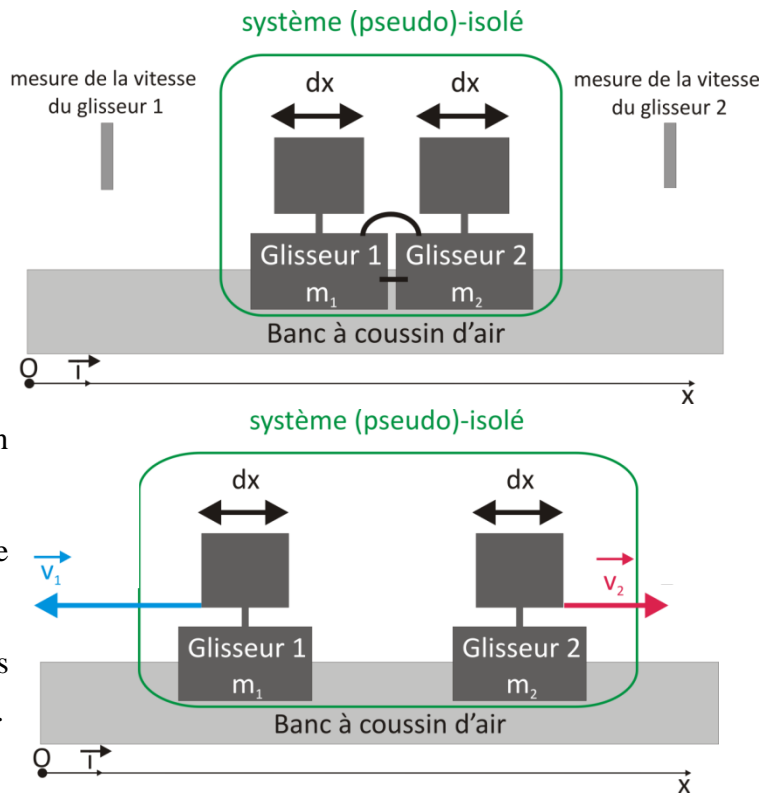 système (pseudo)-isolé
mesure de la vitesse
du glisseur 1
dx
dx
mesure de la vitesse
du glisseur 2
Glisseur 1
m₁
Glisseur 2
m₂
Banc à coussin d'air
O
i
x
système (pseudo)-isolé
n
e
s
.
dx
dx
v₁
v₂
Glisseur 1
m₁
Glisseur 2
m₂
Banc à coussin d'air
O
i
x